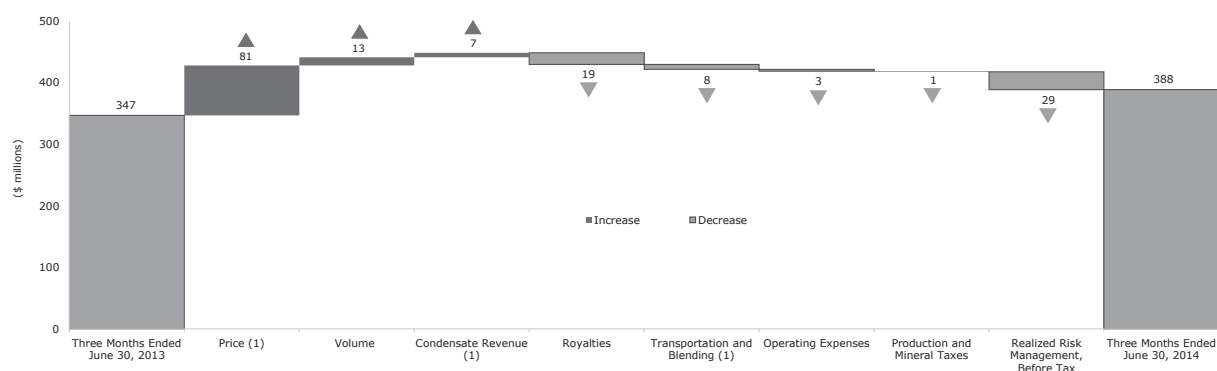 500
400
300
200
100
0
($ millions)
347
81
13
7
19
8
3
1
29
388
Increase
Decrease
Three Months Ended
June 30, 2013
Price (1)
Volume
Condensate Revenue
(1)
Royalties
Transportation and
Blending (1)
Operating Expenses
Production and
Mineral Taxes
Realized Risk
Management,
Before Tax
Three Months Ended
June 30, 2014